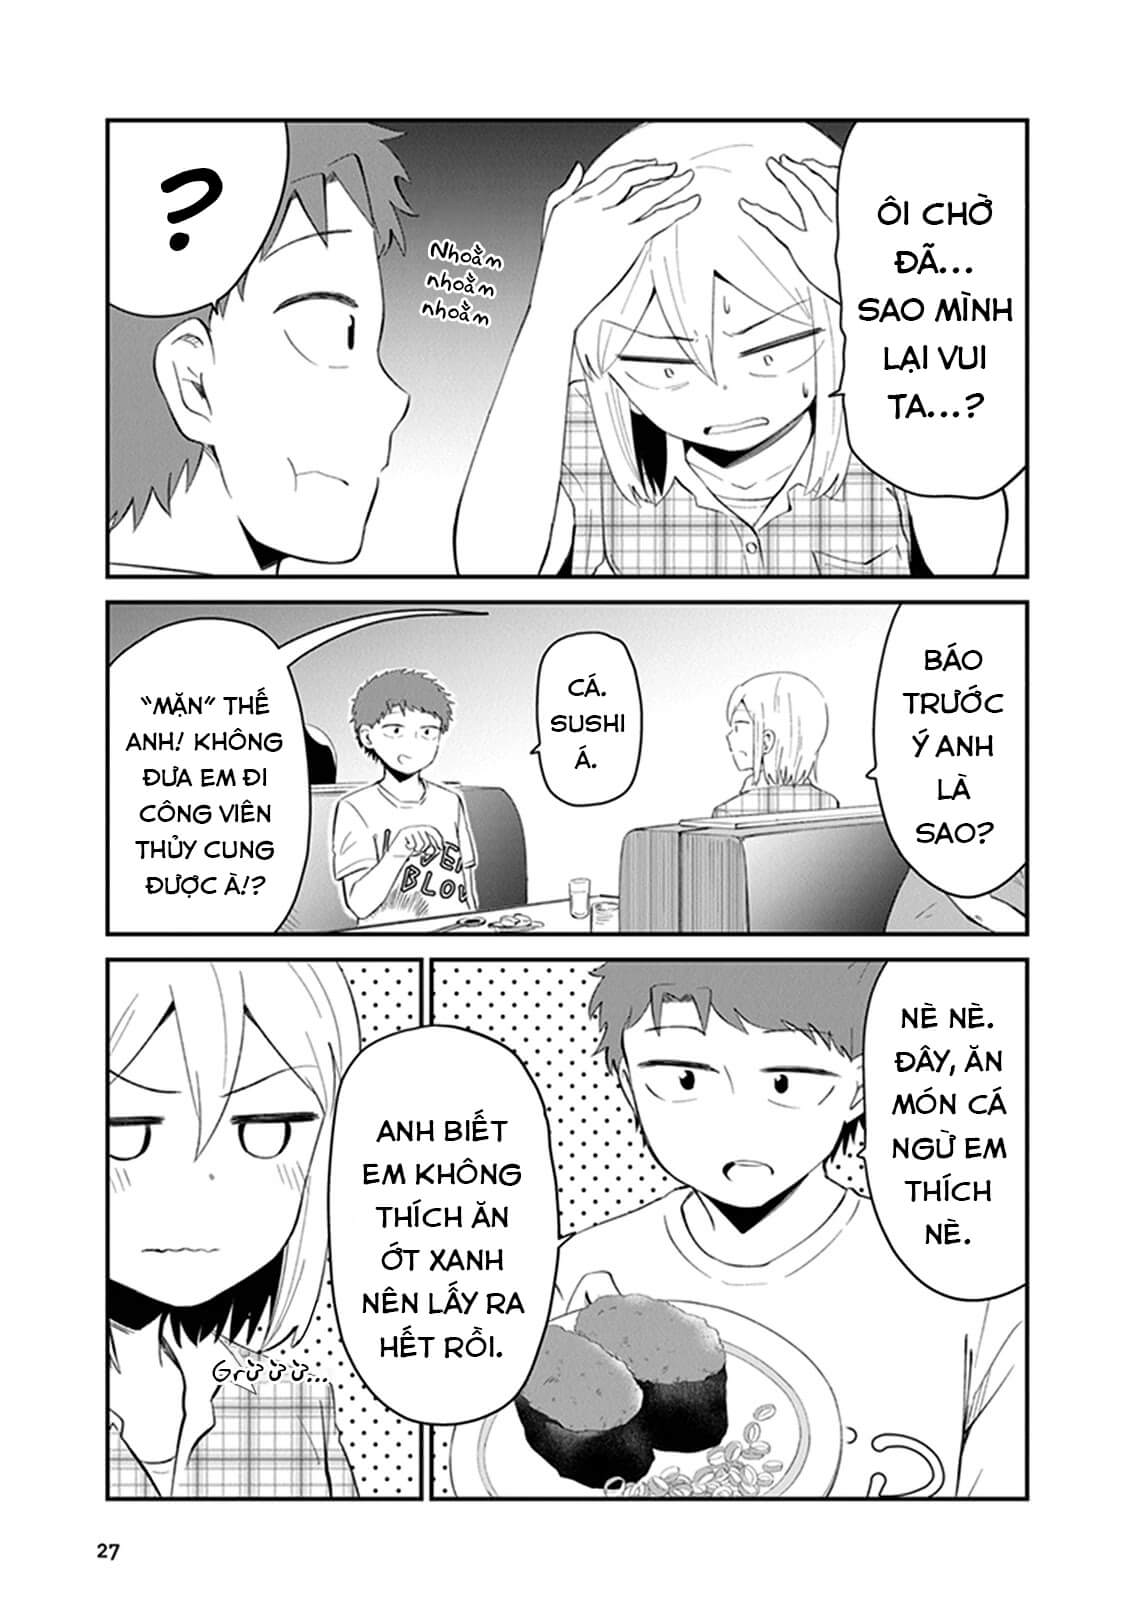 ÔI CHỜ
ĐÃ...
SAO MÌNH
LẠI VUI
TA...?
Nhoằm
nhoằm
nhoằm
?
BÁO
TRƯỚC
Ý ANH
LÀ
SAO?
CÁ.
SUSHI
Á.
“MẶN” THẾ
ANH! KHÔNG
ĐƯA EM ĐI
CÔNG VIÊN
THỦY CUNG
ĐƯỢC À!?
NÈ NÈ.
ĐÂY, ĂN
MÓN CÁ
NGỪ EM
THÍCH
NÈ.
ANH BIẾT
EM KHÔNG
THÍCH ĂN
ỚT XANH
NÊN LẤY RA
HẾT RỒI.
Grừ ừ ừ...
27